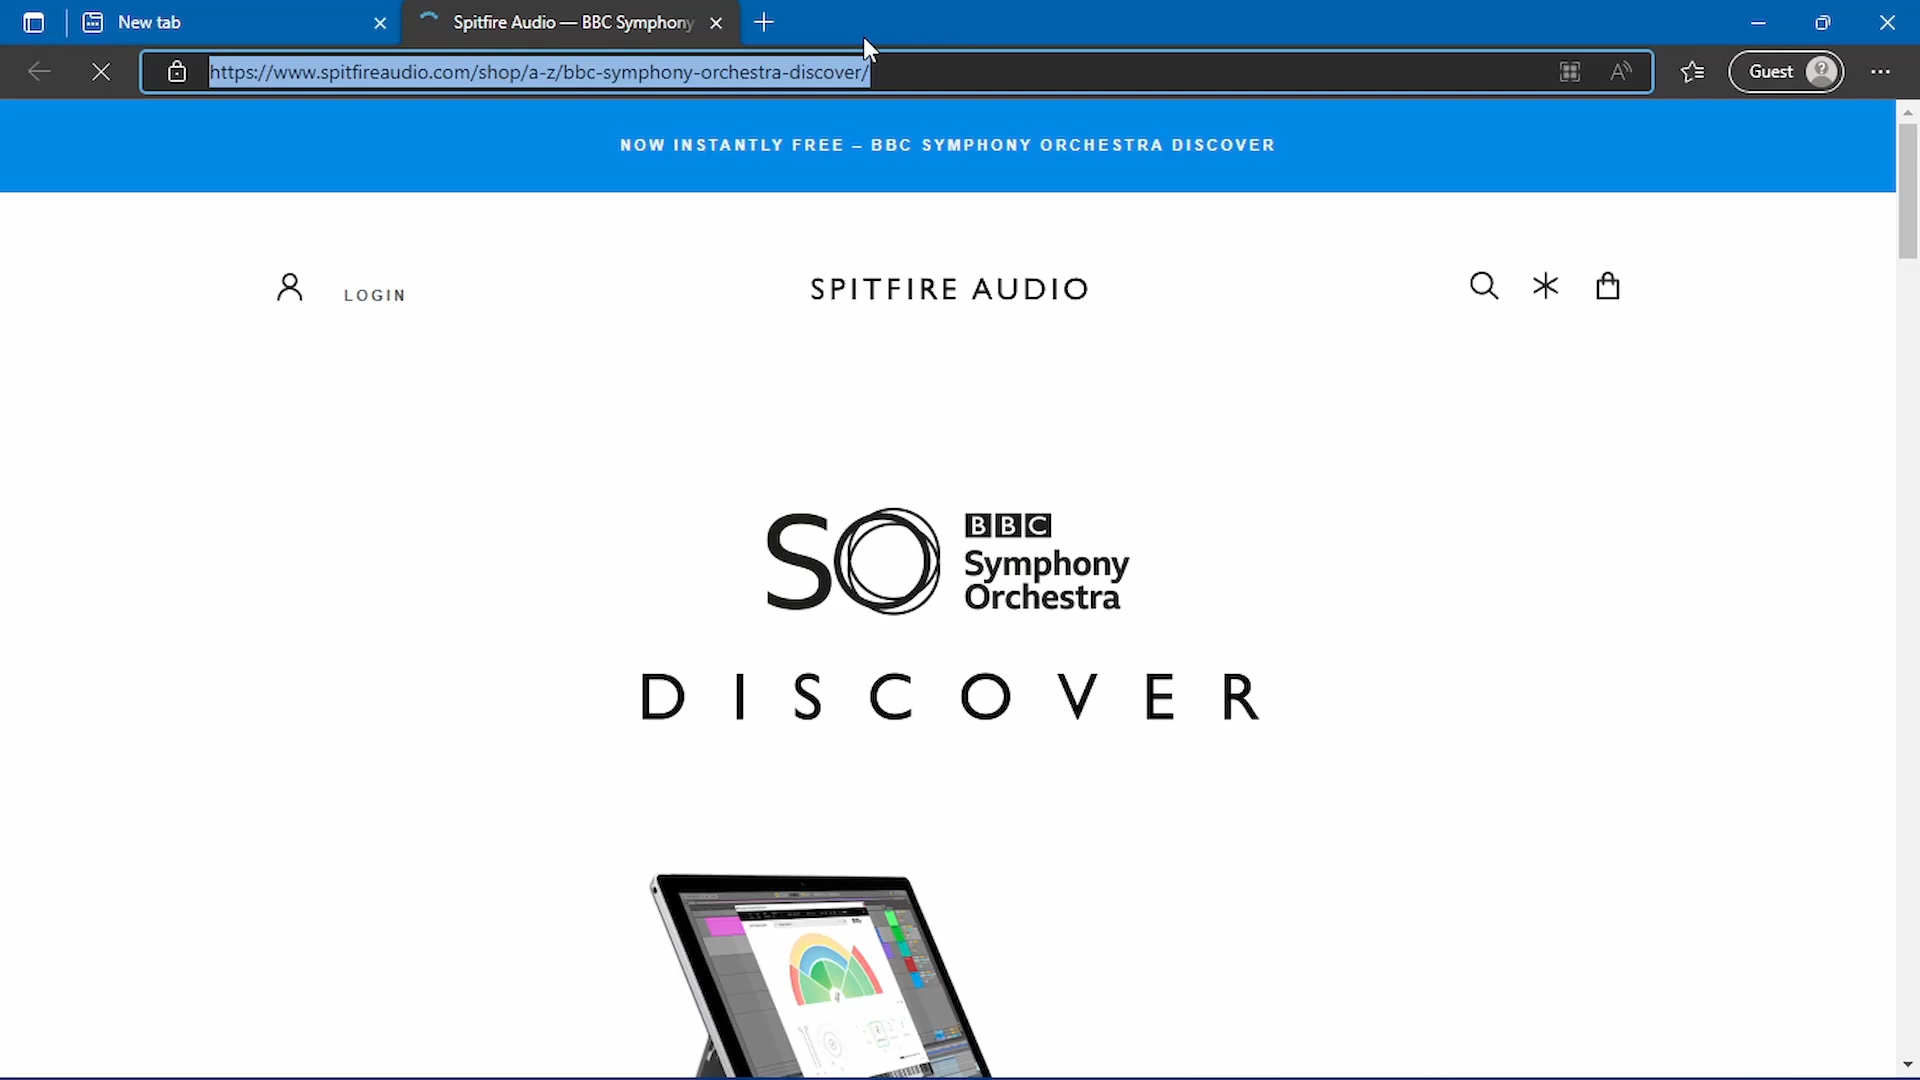 New tab
Spitfire Audio — BBC Symphony
https://www.spitfireaudio.com/shop/a-z/bbc-symphony-orchestra-discover/
Guest
NOW INSTANTLY FREE – BBC SYMPHONY ORCHESTRA DISCOVER
LOGIN
SPITFIRE AUDIO
SO
BBC
Symphony
Orchestra
DISCOVER